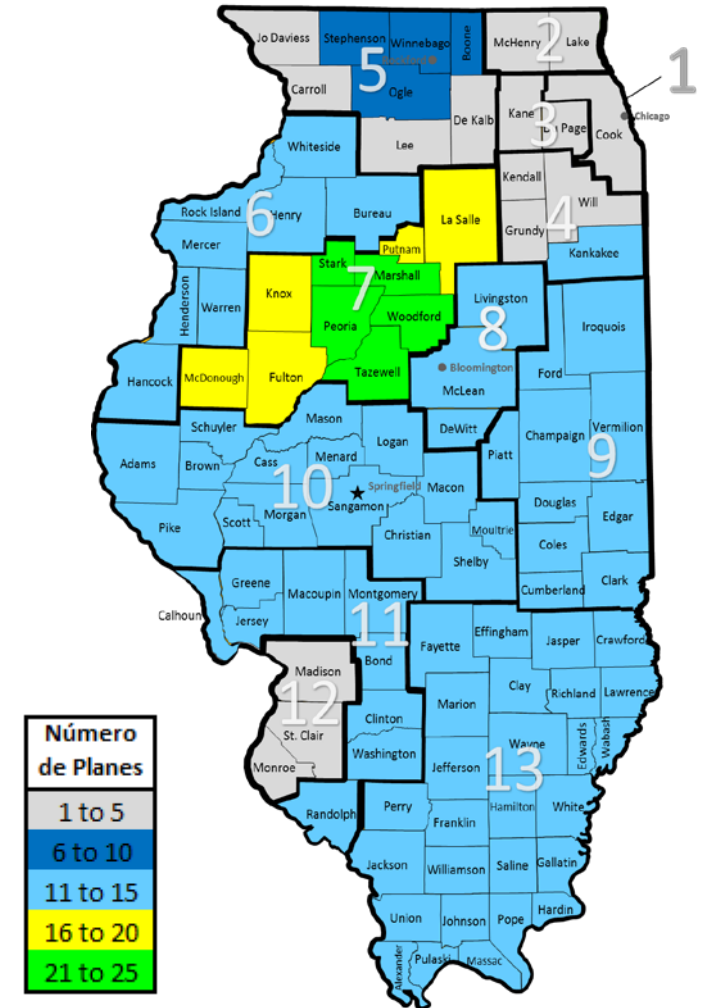 Jo Daviess
Stephenson
Winnebago
Boone
McHenry
Lake
2
1
5
Carroll
Ogle
Kane
3
Du Page
Cook
Chicago
De Kalb
Lee
Whiteside
Kendall
Will
4
Grundy
Kankakee
Rock Island
6
Henry
Bureau
La Salle
Putnam
Mercer
Stark
7
Marshall
Knox
Henderson
Warren
Peoria
Woodford
Livingston
8
Iroquois
Ford
Bloomington
McLean
Hancock
McDonough
Fulton
Tazewell
Mason
Schuyler
Logan
DeWitt
Piatt
Champaign
Vermilion
9
Adams
Brown
Cass
Menard
10
Springfield
Sangamon
Macon
Scott
Morgan
Pike
Christian
Moultrie
Douglas
Edgar
Coles
Shelby
Cumberland
Clark
Greene
Macoupin
Montgomery
Calhoun
Jersey
11
Bond
Fayette
Effingham
Jasper
Crawford
Madison
12
Clay
Richland
Lawrence
Marion
St. Clair
Clinton
Washington
Monroe
Wayne
Edwards
Wabash
13
Jefferson
Randolph
Perry
Hamilton
White
Franklin
Jackson
Williamson
Saline
Gallatin
Union
Johnson
Pope
Hardin
Alexander
Pulaski
Massac
Número
de Planes
1 to 5
6 to 10
11 to 15
16 to 20
21 to 25